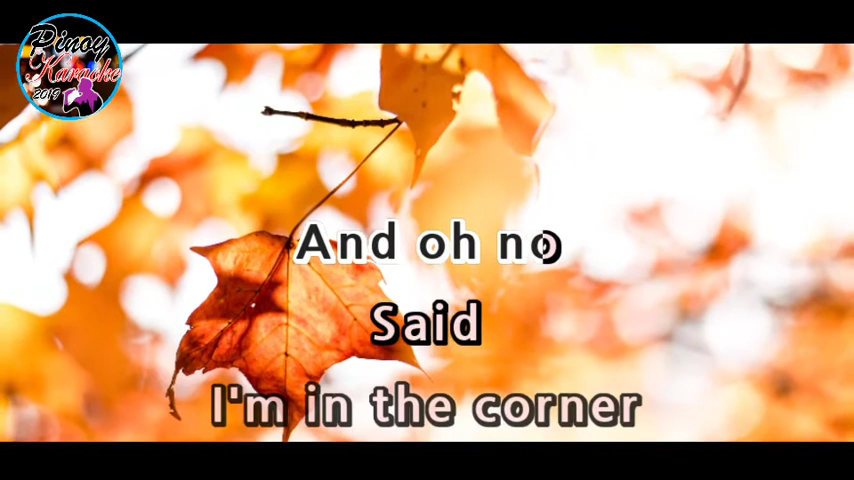 Pinoy
Karaoke
2019
And oh no
Said
I'm in the corner